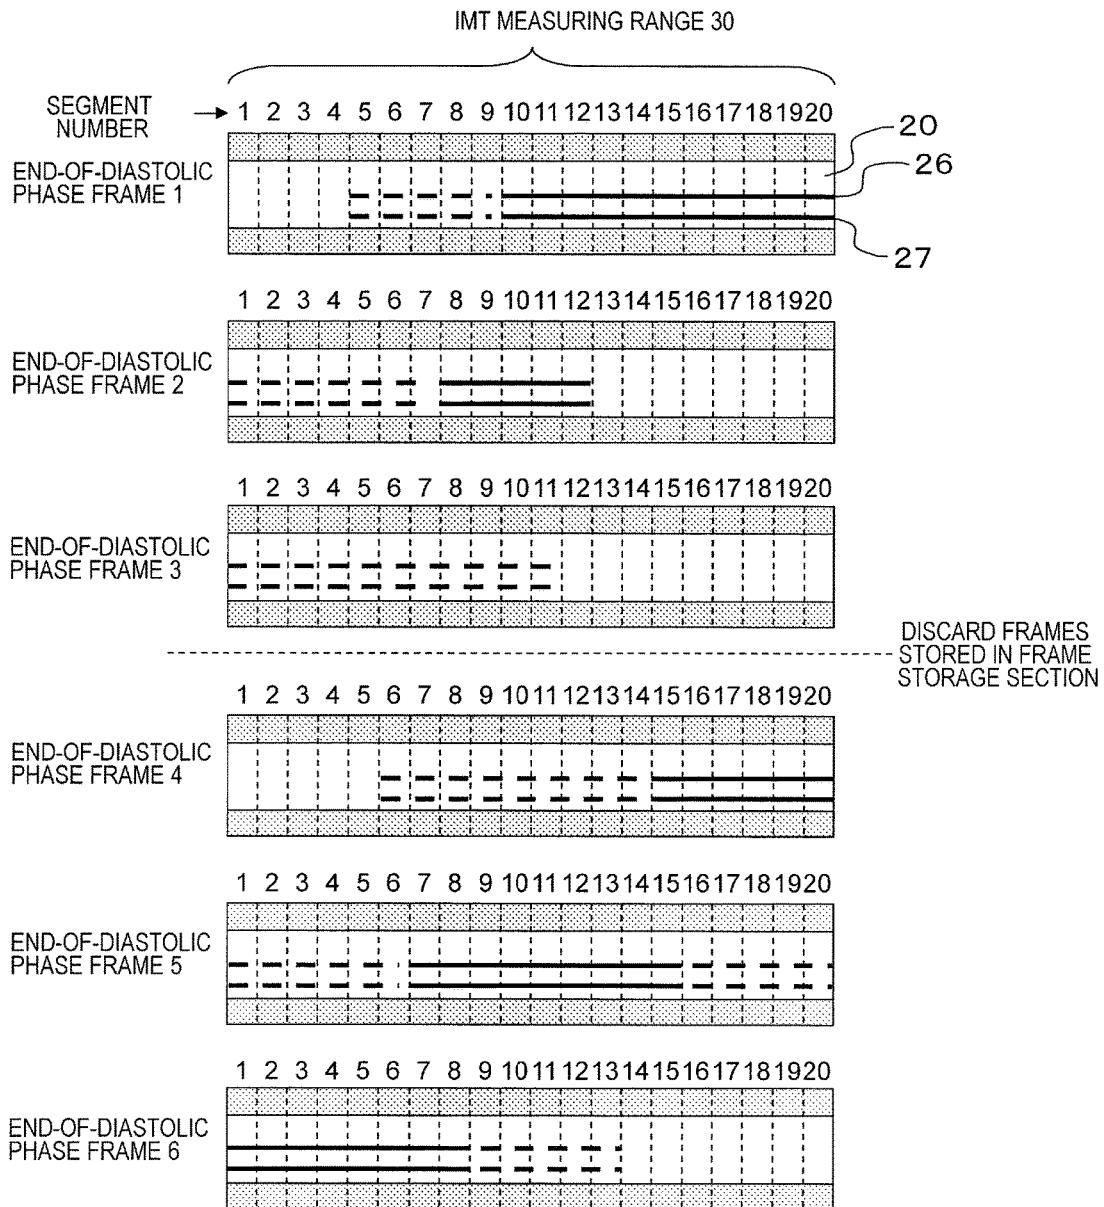 IMT MEASURING RANGE 30
SEGMENT
NUMBER
1 2 3 4 5 6 7 8 9 10 11 12 13 14 15 16 17 18 19 20
20
END-OF-DIASTOLIC
PHASE FRAME 1
26
27
1 2 3 4 5 6 7 8 9 10 11 12 13 14 15 16 17 18 19 20
END-OF-DIASTOLIC
PHASE FRAME 2
1 2 3 4 5 6 7 8 9 10 11 12 13 14 15 16 17 18 19 20
END-OF-DIASTOLIC
PHASE FRAME 3
DISCARD FRAMES
STORED IN FRAME
STORAGE SECTION
1 2 3 4 5 6 7 8 9 10 11 12 13 14 15 16 17 18 19 20
END-OF-DIASTOLIC
PHASE FRAME 4
1 2 3 4 5 6 7 8 9 10 11 12 13 14 15 16 17 18 19 20
END-OF-DIASTOLIC
PHASE FRAME 5
1 2 3 4 5 6 7 8 9 10 11 12 13 14 15 16 17 18 19 20
END-OF-DIASTOLIC
PHASE FRAME 6